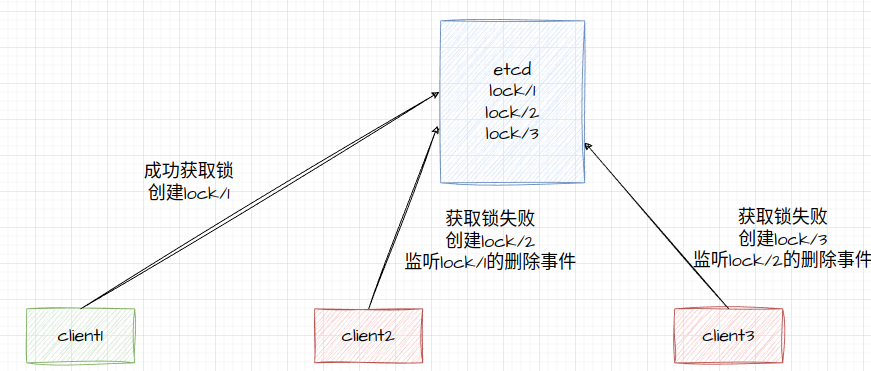 etcd
lock/1
lock/2
lock/3
成功获取锁
创建lock/1
获取锁失败
创建lock/2
监听lock/1的删除事件
获取锁失败
创建lock/3
监听lock/2的删除事件
client1
client2
client3